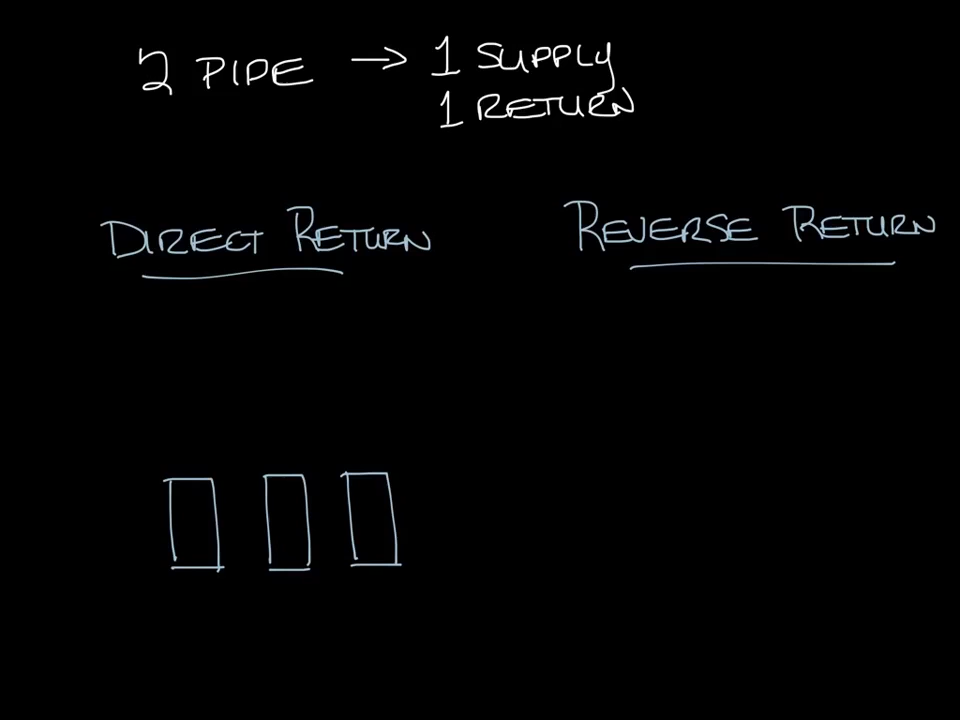 2 PIPE → 1 SUPPLY
1 RETURN
DIRECT RETURN
REVERSE RETURN